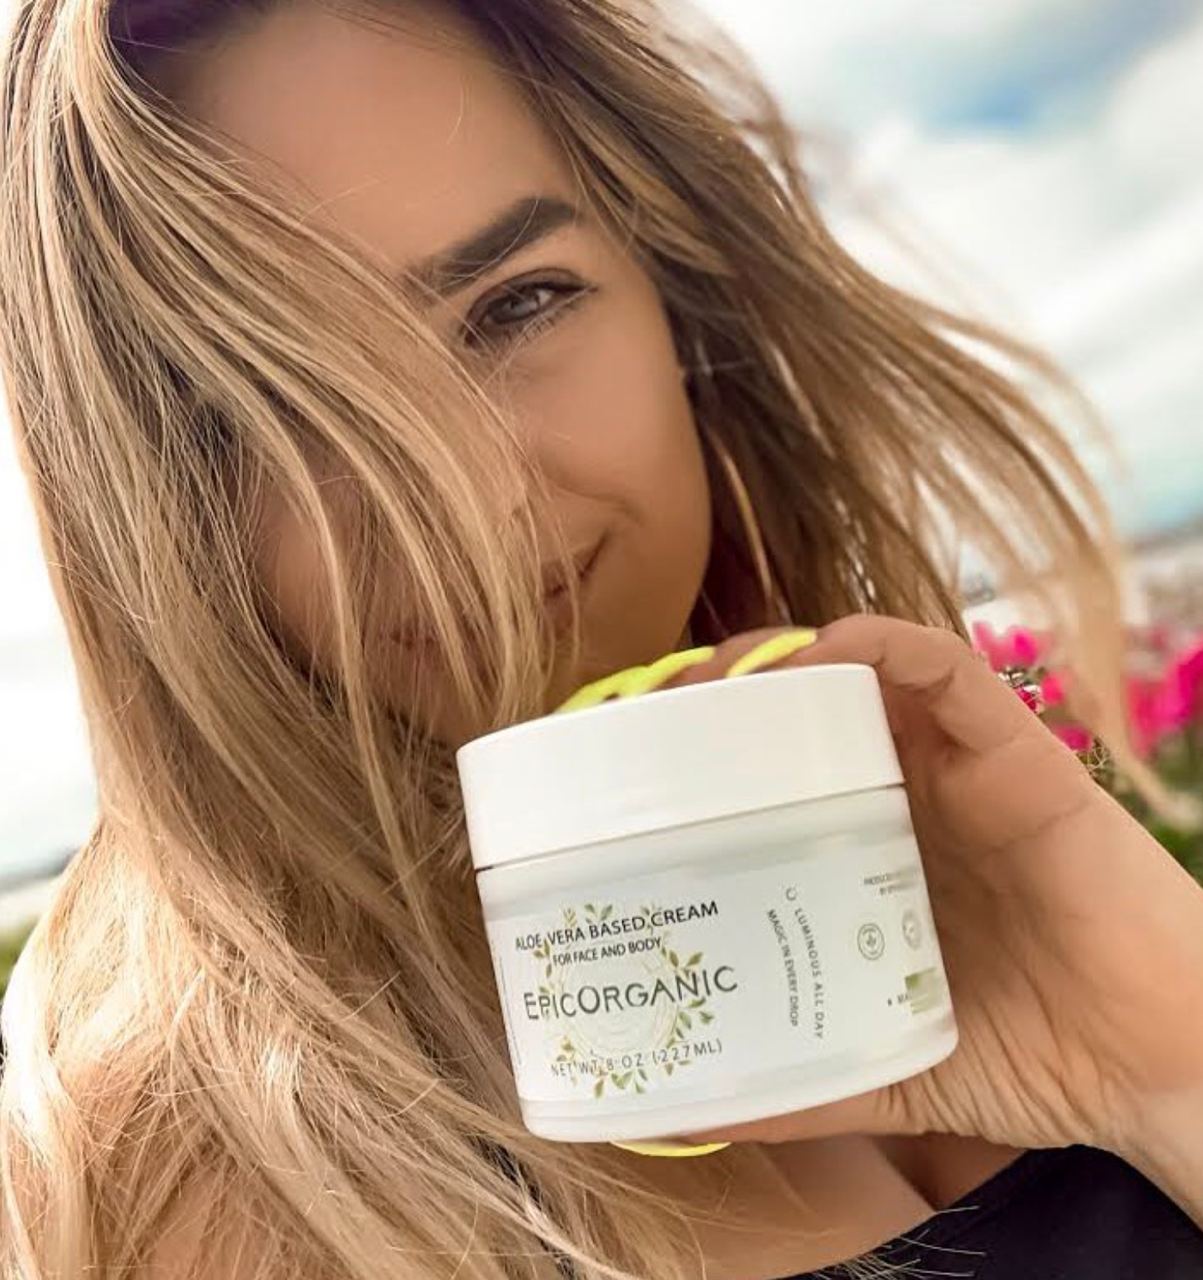 ALOE VERA BASED CREAM
FOR FACE AND BODY
EPICORGANIC
NET WT. 8 OZ (227ML)
LUMINOUS ALL DAY
MAGIC IN EVERY DROP